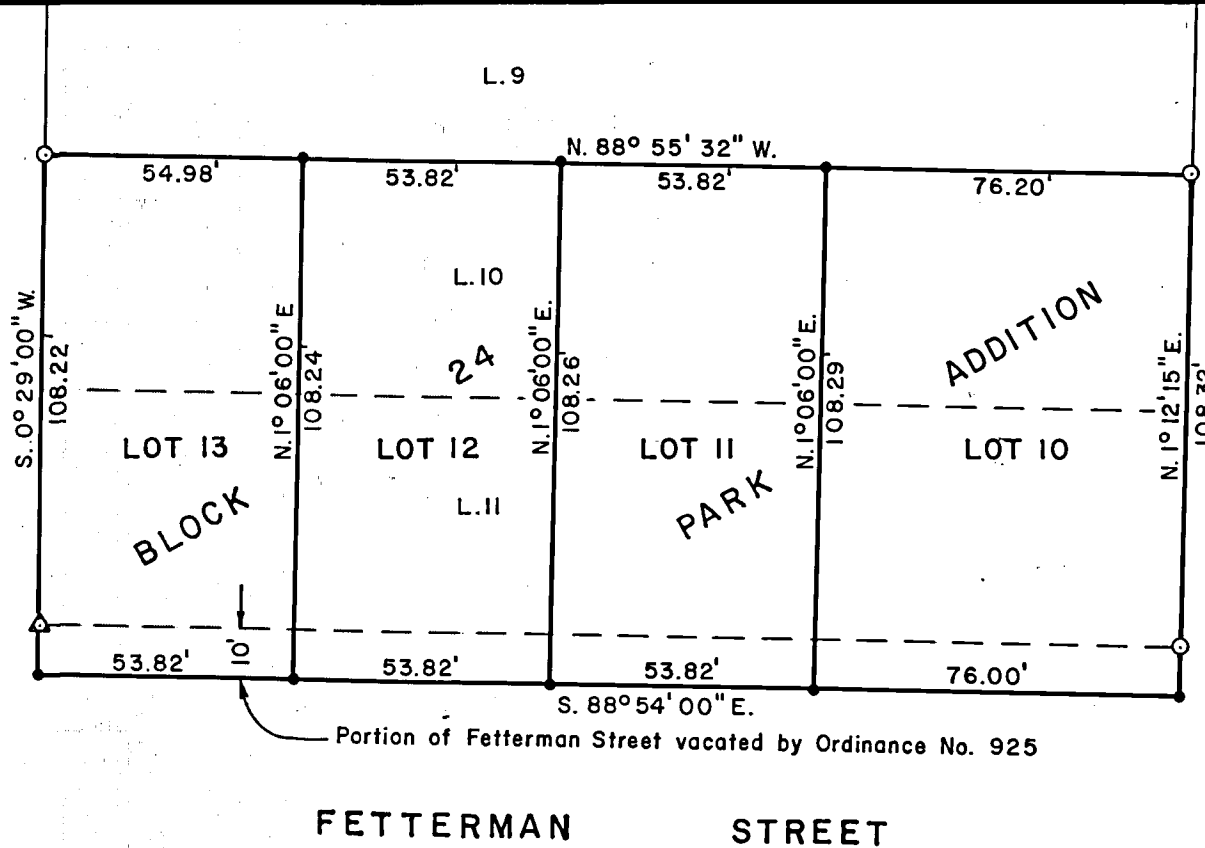 L.9
N. 88° 55' 32" W.
54.98'
53.82'
53.82'
76.20'
S. 0° 29' 00" W.
108.22'
N. 1° 06' 00" E
108.24'
N. 1° 06' 00" E.
108.26'
N. 1° 06' 00" E.
108.29'
N. 1° 12' 15" E.
108.32'
L.10
24
ADDITION
LOT 13
LOT 12
LOT 11
LOT 10
BLOCK
L.11
PARK
10'
53.82'
53.82'
53.82'
76.00'
S. 88° 54' 00" E.
Portion of Fetterman Street vacated by Ordinance No. 925
FETTERMAN STREET